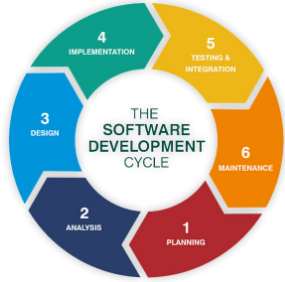 THE
SOFTWARE
DEVELOPMENT
CYCLE
1
PLANNING
2
ANALYSIS
3
DESIGN
4
IMPLEMENTATION
5
TESTING &
INTEGRATION
6
MAINTENANCE